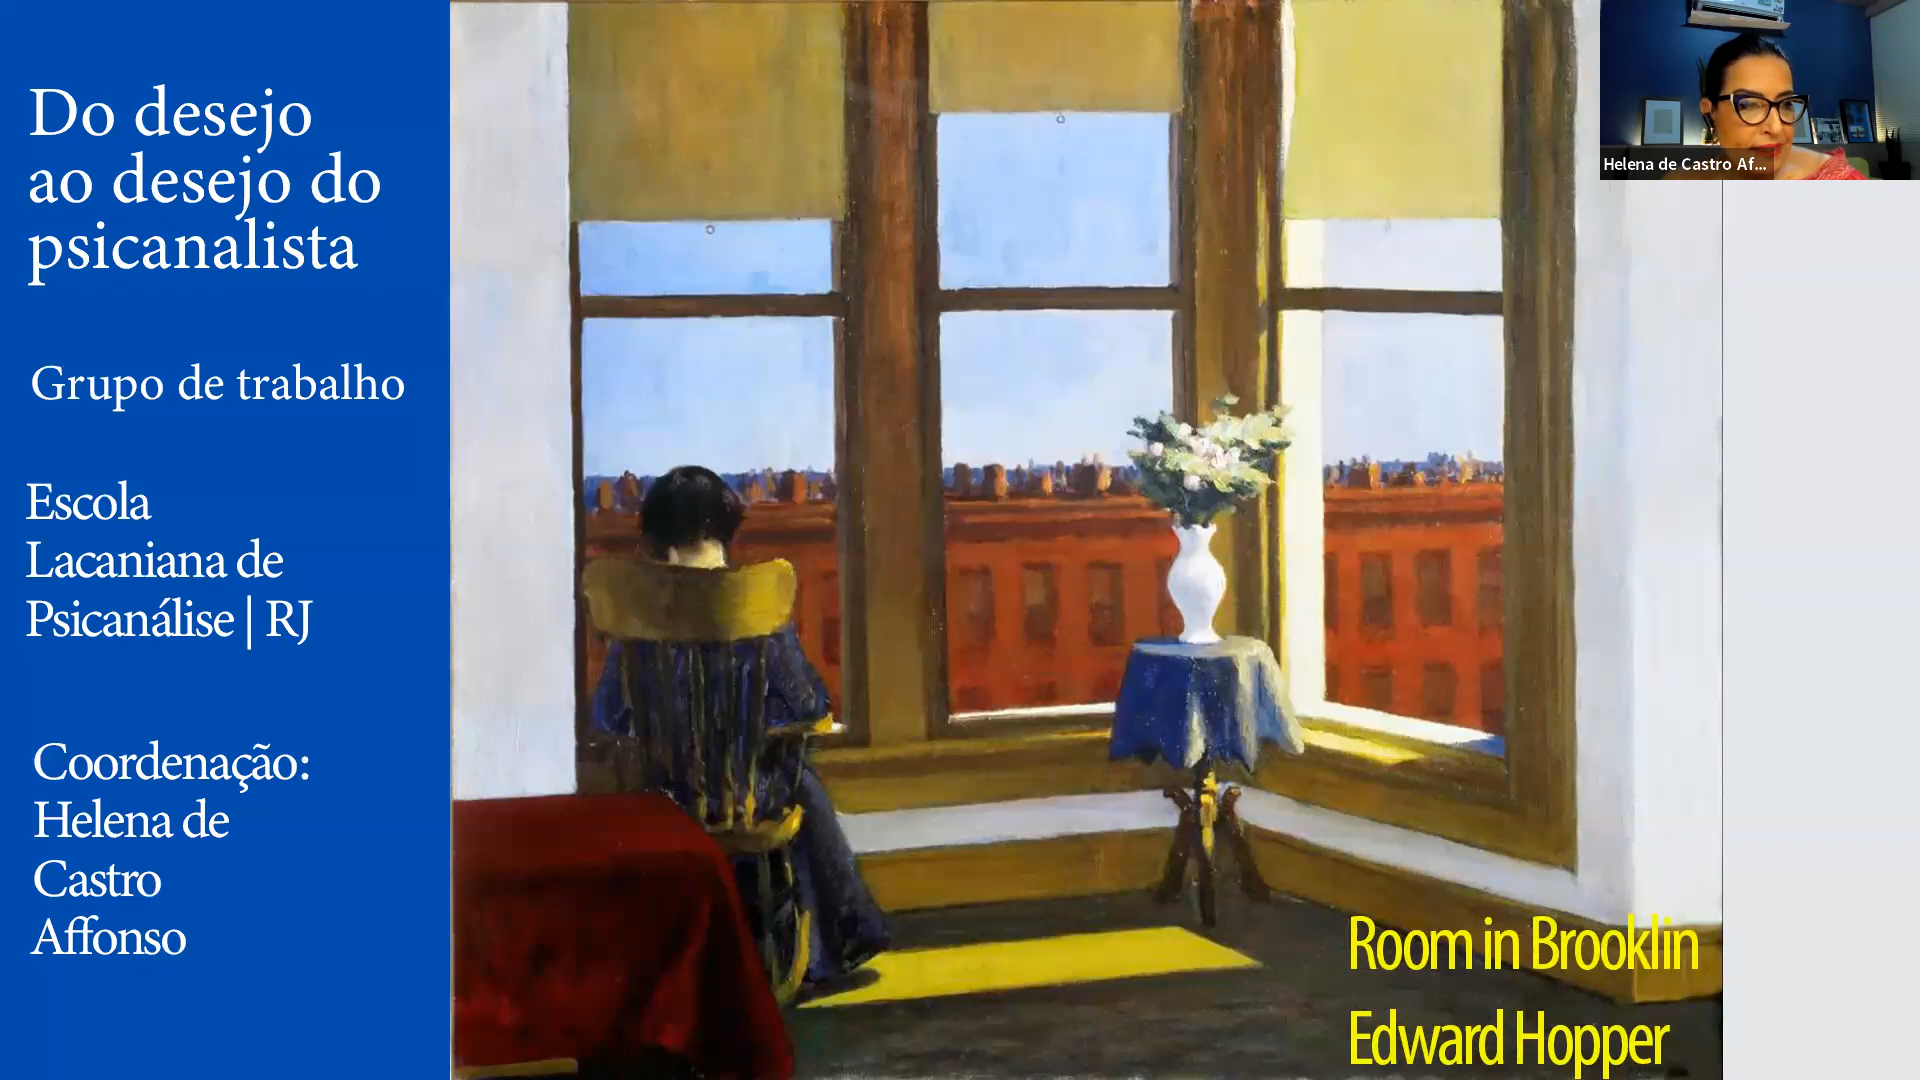 Do desejo
ao desejo do
psicanalista
Grupo de trabalho
Escola
Lacaniana de
Psicanálise | RJ
Coordenação:
Helena de
Castro
Affonso
Helena de Castro Af...
Room in Brooklin
Edward Hopper